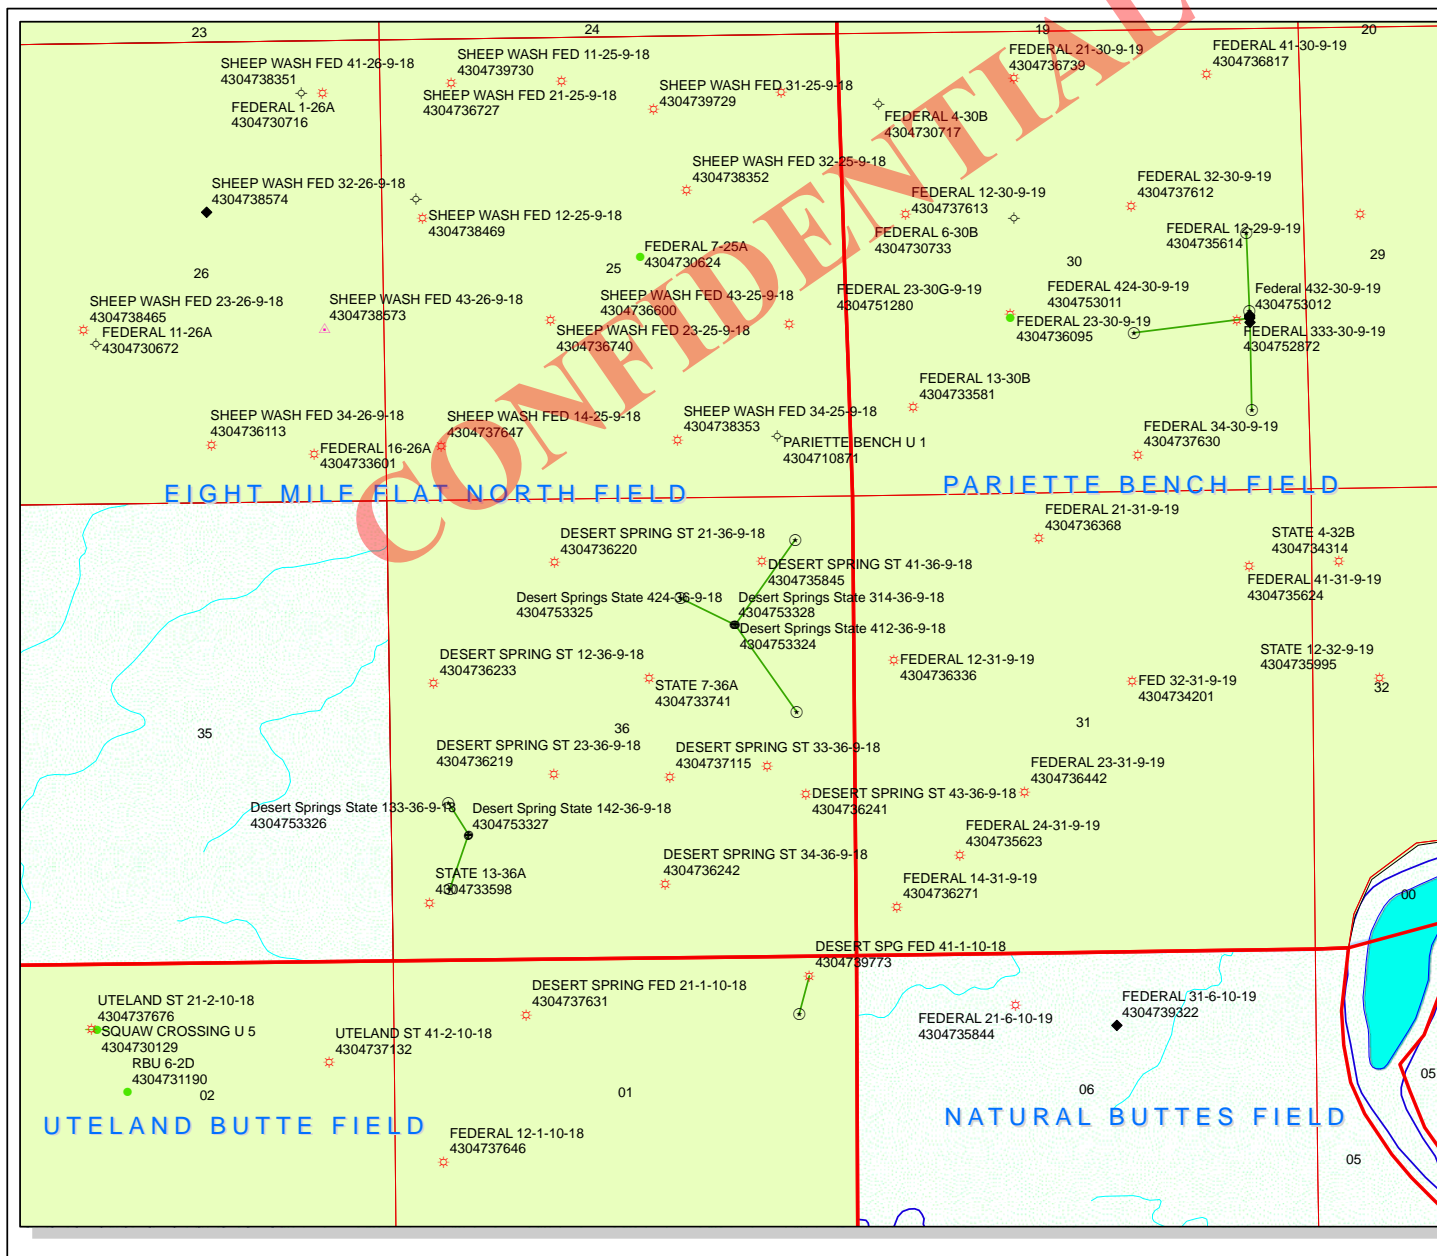 23
24
19
20
SHEEP WASH FED 41-26-9-18
4304738351
FEDERAL 1-26A
4304730716
SHEEP WASH FED 11-25-9-18
4304739730
SHEEP WASH FED 21-25-9-18
4304736727
SHEEP WASH FED 31-25-9-18
4304739729
FEDERAL 21-30-9-19
4304736739
FEDERAL 41-30-9-19
4304736817
FEDERAL 4-30B
4304730717
SHEEP WASH FED 32-26-9-18
4304738574
SHEEP WASH FED 12-25-9-18
4304738469
SHEEP WASH FED 32-25-9-18
4304738352
FEDERAL 12-30-9-19
4304737613
FEDERAL 6-30B
4304730733
FEDERAL 32-30-9-19
4304737612
FEDERAL 12-29-9-19
4304735614
FEDERAL 7-25A
4304730624
26
25
30
29
SHEEP WASH FED 23-26-9-18
4304738465
FEDERAL 11-26A
4304730672
SHEEP WASH FED 43-26-9-18
4304738573
SHEEP WASH FED 43-25-9-18
4304736600
SHEEP WASH FED 23-25-9-18
4304736740
FEDERAL 23-30G-9-19
4304751280
FEDERAL 424-30-9-19
4304753011
FEDERAL 23-30-9-19
4304736095
Federal 432-30-9-19
4304753012
FEDERAL 333-30-9-19
4304752872
SHEEP WASH FED 34-26-9-18
4304736113
FEDERAL 16-26A
4304733601
SHEEP WASH FED 14-25-9-18
4304737647
SHEEP WASH FED 34-25-9-18
4304738353
PARIETTE BENCH U 1
4304710871
FEDERAL 13-30B
4304733581
FEDERAL 34-30-9-19
4304737630
EIGHT MILE FLAT NORTH FIELD
PARIETTE BENCH FIELD
CONFIDENTIAL
DESERT SPRING ST 21-36-9-18
4304736220
DESERT SPRING ST 41-36-9-18
4304735845
FEDERAL 21-31-9-19
4304736368
STATE 4-32B
4304734314
FEDERAL 41-31-9-19
4304735624
Desert Springs State 424-36-9-18
4304753325
Desert Springs State 314-36-9-18
4304753328
Desert Springs State 412-36-9-18
4304753324
DESERT SPRING ST 12-36-9-18
4304736233
STATE 7-36A
4304733741
FEDERAL 12-31-9-19
4304736336
FED 32-31-9-19
4304734201
STATE 12-32-9-19
4304735995
32
35
36
31
DESERT SPRING ST 23-36-9-18
4304736219
DESERT SPRING ST 33-36-9-18
4304737115
DESERT SPRING ST 43-36-9-18
4304736241
FEDERAL 23-31-9-19
4304736442
Desert Springs State 133-36-9-18
4304753326
Desert Spring State 142-36-9-18
4304753327
FEDERAL 24-31-9-19
4304735623
STATE 13-36A
4304733598
DESERT SPRING ST 34-36-9-18
4304736242
FEDERAL 14-31-9-19
4304736271
00
DESERT SPG FED 41-1-10-18
4304739773
UTELAND ST 21-2-10-18
4304737676
SQUAW CROSSING U 5
4304730129
RBU 6-2D
4304731190
UTELAND ST 41-2-10-18
4304737132
DESERT SPRING FED 21-1-10-18
4304737631
FEDERAL 21-6-10-19
4304735844
FEDERAL 31-6-10-19
4304739322
02
01
06
05
UTELAND BUTTE FIELD
NATURAL BUTTES FIELD
FEDERAL 12-1-10-18
4304737646
05